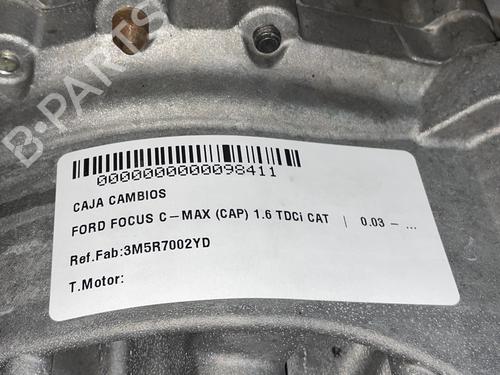 B-PARTS
0000000000098411
CAJA CAMBIOS
FORD FOCUS C-MAX (CAP) 1.6 TDCi CAT | 0.03 - ...
Ref.Fab:3M5R7002YD
T.Motor: